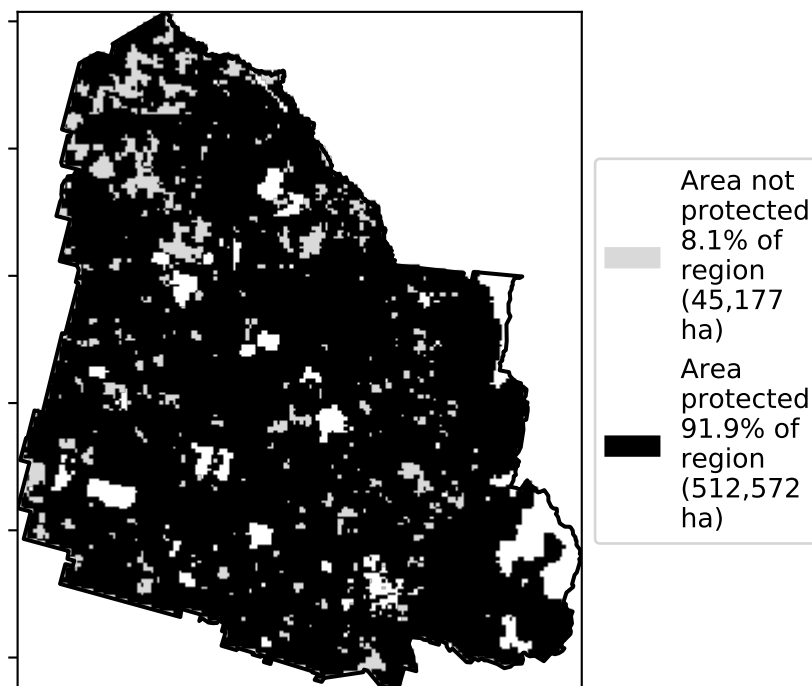 Area not
protected
8.1% of
region
(45,177
ha)
Area
protected
91.9% of
region
(512,572
ha)